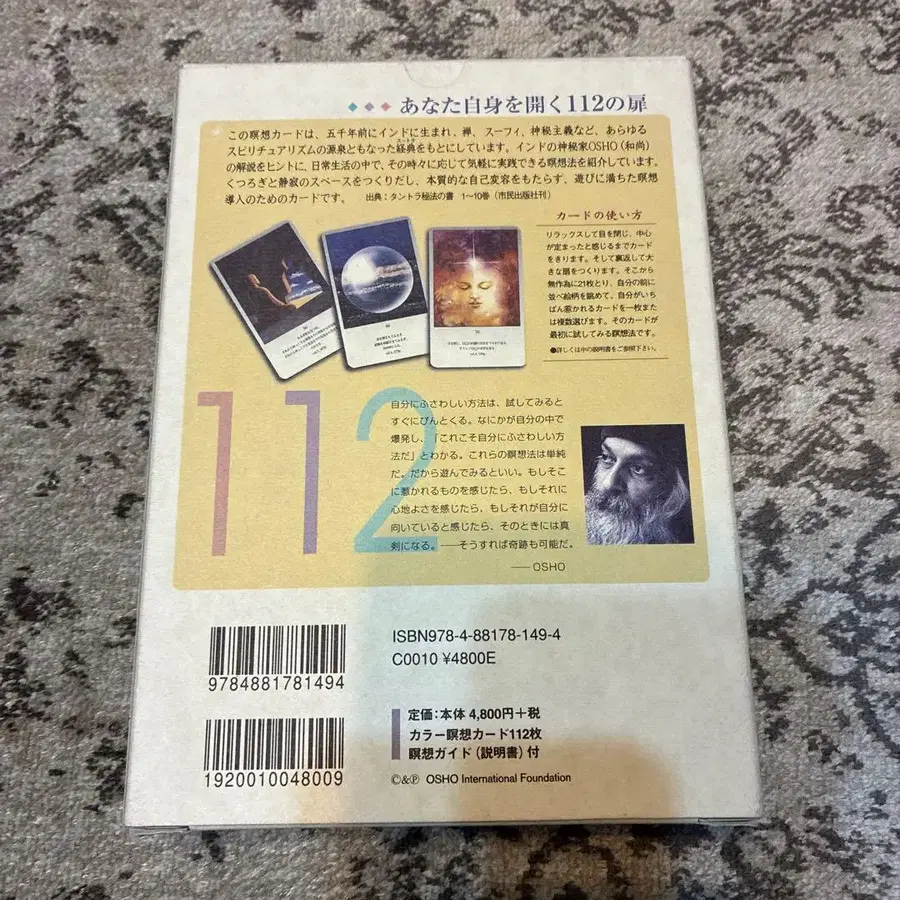 あなた自身を開く112の扉
この瞑想カードは、五千年前にインドに生まれ、禅、スーフィ、神秘主義など、あらゆる
スピリチュアリズムの源泉ともなった経典をもとにしています。インドの神秘家OSHO(和尚)
の解説をヒントに、日常生活の中で、その時々に応じて気軽に実践できる瞑想法を紹介しています。
くつろぎと静寂のスペースをつくりだし、本質的な自己変容をもたらす、遊びに満ちた瞑想
導入のためのカードです。 出典:タントラ秘法の書 1〜10巻(市民出版社刊)
カードの使い方
リラックスして目を閉じ、中心
が定まったと感じるまでカード
をきります。そして裏返して大
きな扇をつくります。そこから
無作為に21枚とり、自分の前に
並べ絵柄を眺めて、自分がいち
ばん惹かれるカードを一枚また
は複数選びます。そのカードが
最初に試してみる瞑想法です。
●詳しくは中の説明書をご参照下さい。
112
自分にふさわしい方法は、試してみると
すぐにぴんとくる。なにかが自分の中で
爆発し、「これこそ自分にふさわしい方
法だ」とわかる。これらの瞑想法は単純
だ。だから遊んでみるといい。もしそこ
に惹かれるものを感じたら、もしそれに
心地よさを感じたら、もしそれが自分に
向いていると感じたら、そのときには真
剣になる。——そうすれば奇跡も可能だ。
—— OSHO
ISBN978-4-88178-149-4
C0010 ¥4800E
9784881781494
定価:本体 4,800円+税
カラー瞑想カード112枚
瞑想ガイド(説明書)付
1920010048009
©&℗ OSHO International Foundation